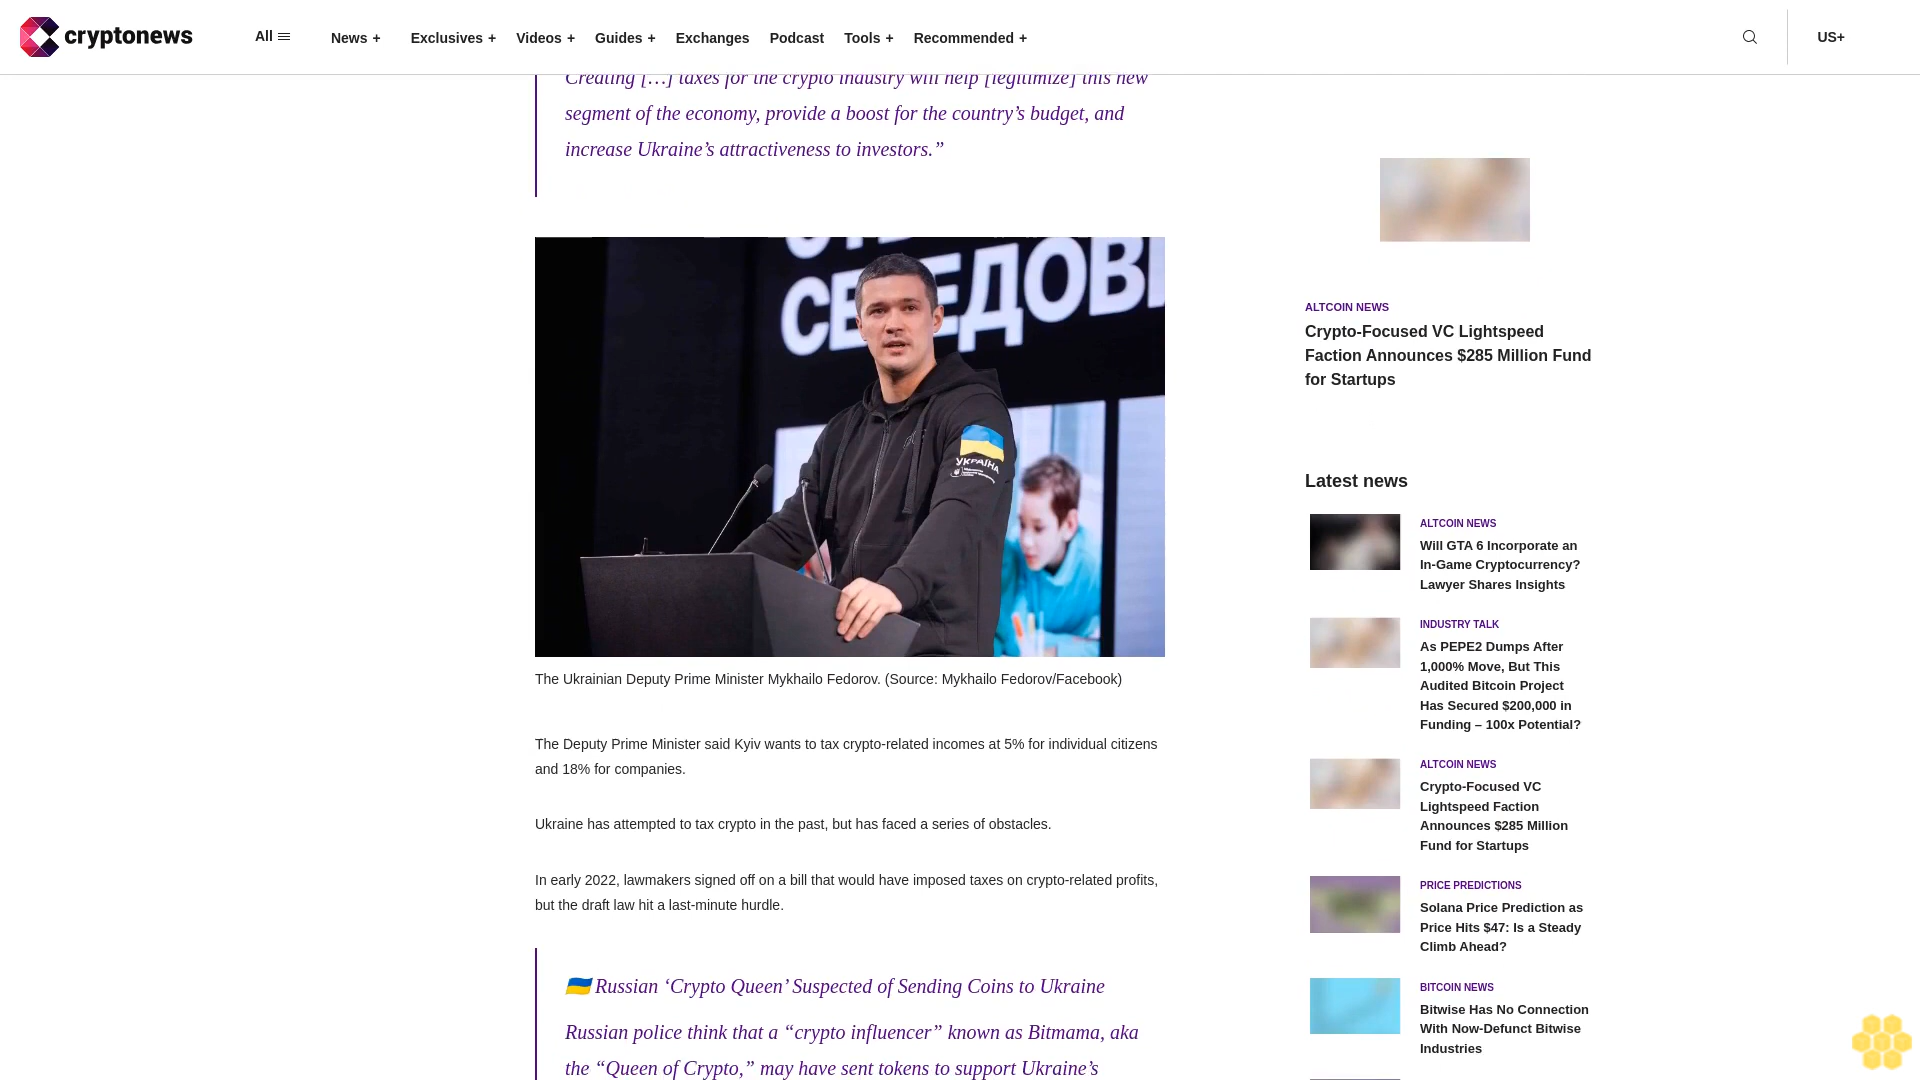 cryptonews
All
News +
Exclusives +
Videos +
Guides +
Exchanges
Podcast
Tools +
Recommended +
US+
Creating […] taxes for the crypto industry will help [legitimize] this new
segment of the economy, provide a boost for the country’s budget, and
increase Ukraine’s attractiveness to investors.”
СЕРЕДОВИ
УКРАЇНА
The Ukrainian Deputy Prime Minister Mykhailo Fedorov. (Source: Mykhailo Fedorov/Facebook)
The Deputy Prime Minister said Kyiv wants to tax crypto-related incomes at 5% for individual citizens
and 18% for companies.
Ukraine has attempted to tax crypto in the past, but has faced a series of obstacles.
In early 2022, lawmakers signed off on a bill that would have imposed taxes on crypto-related profits,
but the draft law hit a last-minute hurdle.
🇺🇦 Russian ‘Crypto Queen’ Suspected of Sending Coins to Ukraine
Russian police think that a “crypto influencer” known as Bitmama, aka
the “Queen of Crypto,” may have sent tokens to support Ukraine’s
ALTCOIN NEWS
Crypto-Focused VC Lightspeed
Faction Announces $285 Million Fund
for Startups
Latest news
ALTCOIN NEWS
Will GTA 6 Incorporate an
In-Game Cryptocurrency?
Lawyer Shares Insights
INDUSTRY TALK
As PEPE2 Dumps After
1,000% Move, But This
Audited Bitcoin Project
Has Secured $200,000 in
Funding – 100x Potential?
ALTCOIN NEWS
Crypto-Focused VC
Lightspeed Faction
Announces $285 Million
Fund for Startups
PRICE PREDICTIONS
Solana Price Prediction as
Price Hits $47: Is a Steady
Climb Ahead?
BITCOIN NEWS
Bitwise Has No Connection
With Now-Defunct Bitwise
Industries